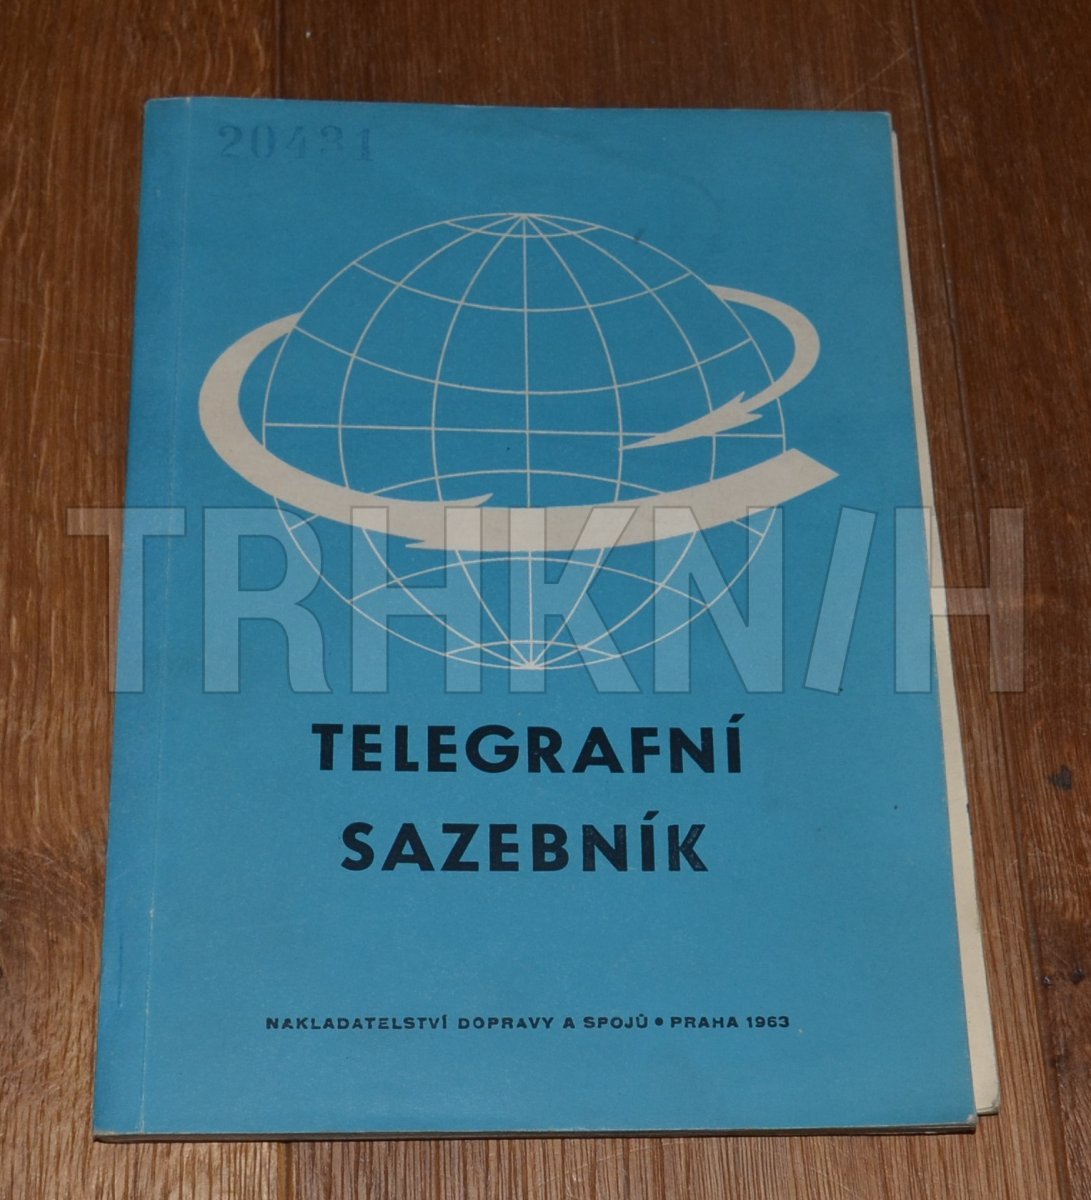 20431
TRHKNIH
TELEGRAFNÍ
SAZEBNÍK
NAKLADATELSTVÍ DOPRAVY A SPOJŮ • PRAHA 1963